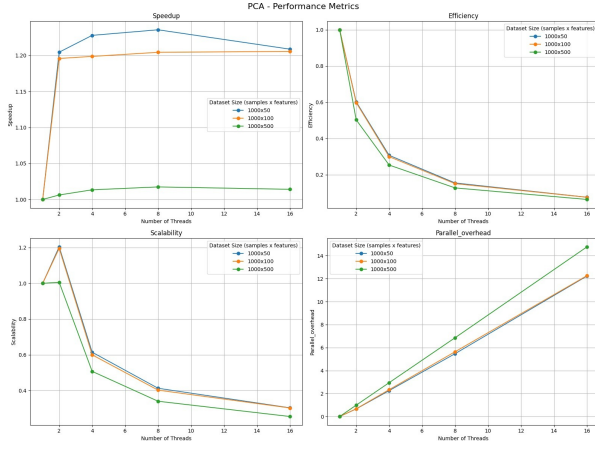 PCA - Performance Metrics
Speedup
1.20
1.15
1.10
1.05
1.00
Speedup
Dataset Size (samples x features)
1000x50
1000x100
1000x500
2 4 6 8 10 12 14 16
Number of Threads
Efficiency
1.0
0.8
0.6
0.4
0.2
Efficiency
Dataset Size (samples x features)
1000x50
1000x100
1000x500
2 4 6 8 10 12 14 16
Number of Threads
Scalability
1.2
1.0
0.8
0.6
0.4
Scalability
Dataset Size (samples x features)
1000x50
1000x100
1000x500
2 4 6 8 10 12 14 16
Number of Threads
Parallel_overhead
14
12
10
8
6
4
2
0
Parallel_overhead
Dataset Size (samples x features)
1000x50
1000x100
1000x500
2 4 6 8 10 12 14 16
Number of Threads